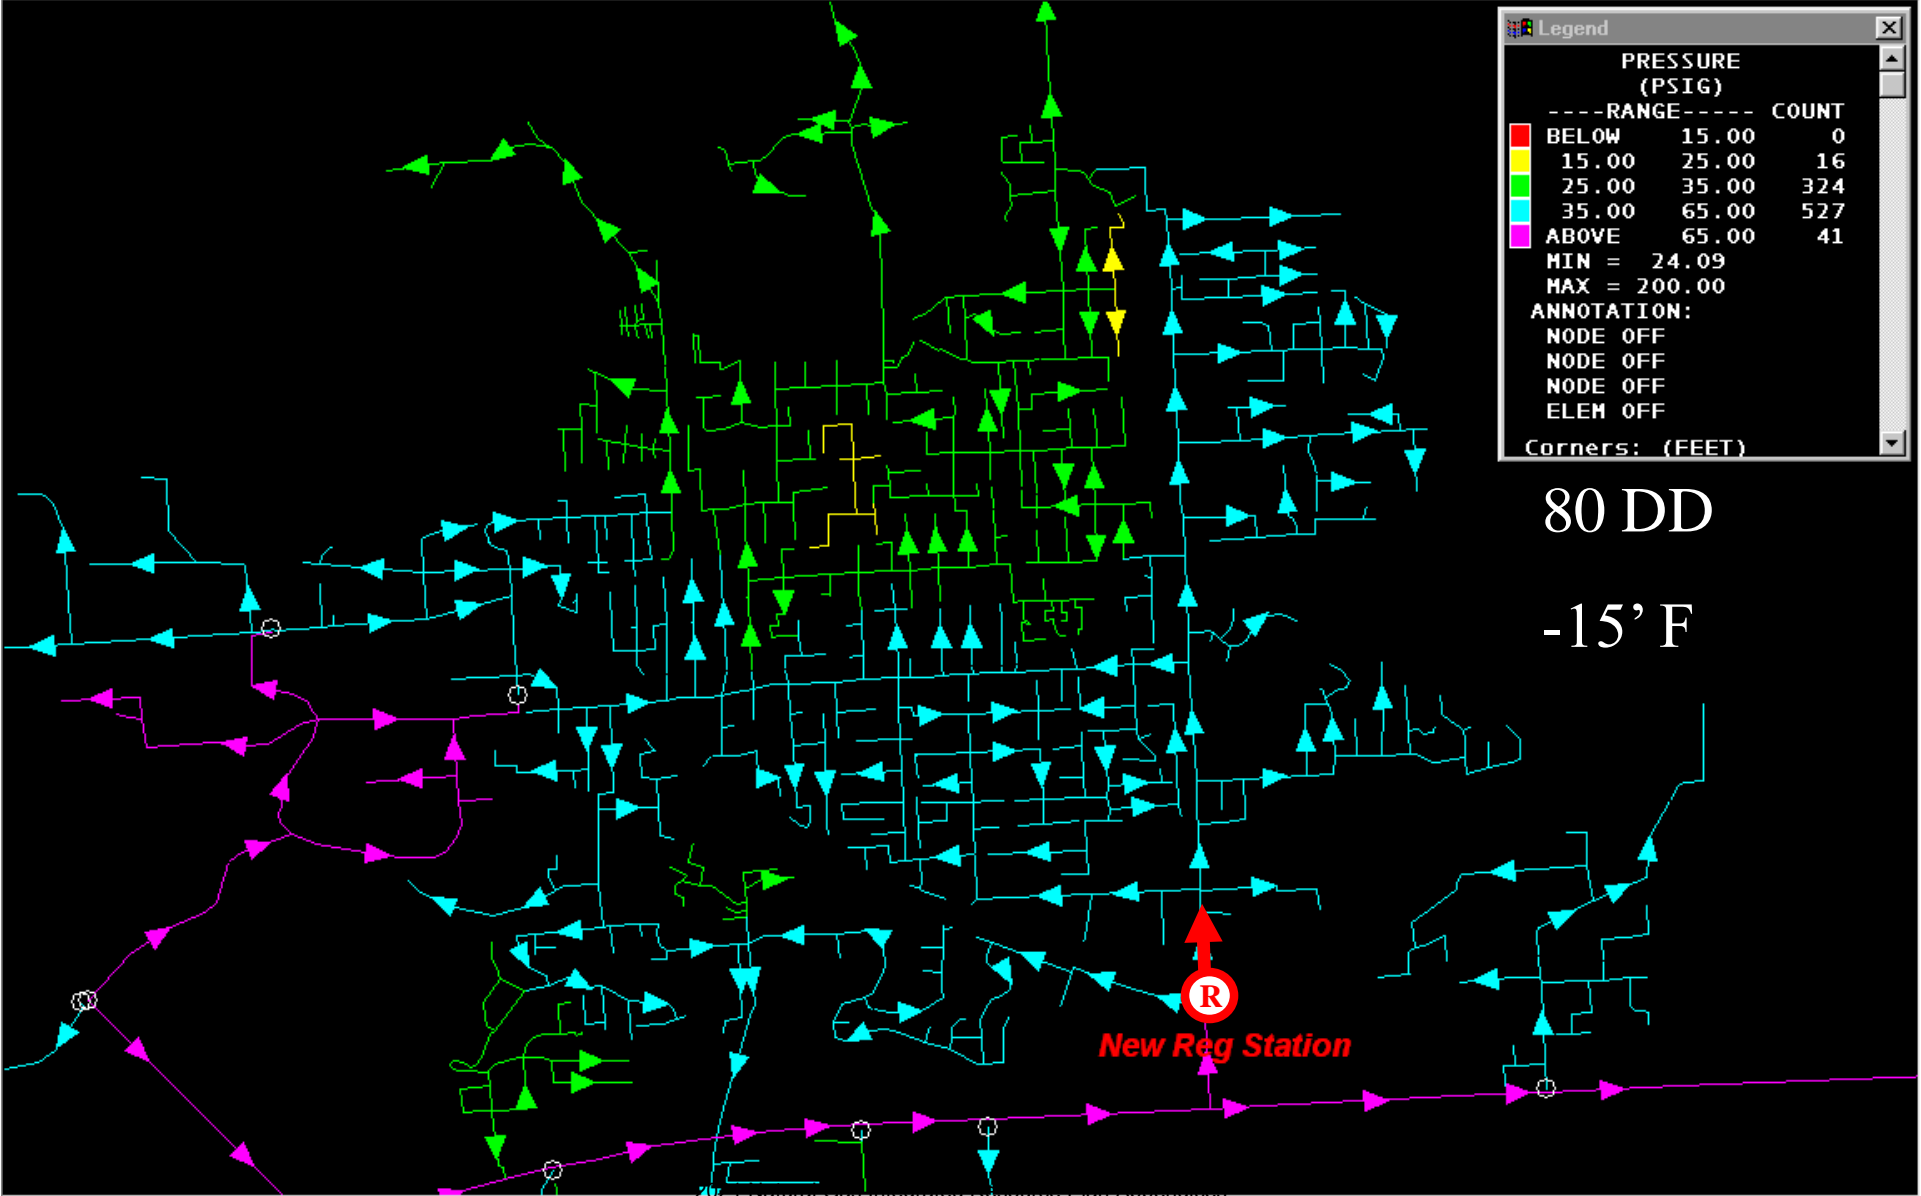 Legend
PRESSURE
(PSIG)
----RANGE----- COUNT
BELOW 15.00 0
15.00 25.00 16
25.00 35.00 324
35.00 65.00 527
ABOVE 65.00 41
MIN = 24.09
MAX = 200.00
ANNOTATION:
NODE OFF
NODE OFF
NODE OFF
ELEM OFF
Corners: (FEET)
80 DD
-15’ F
R
New Reg Station